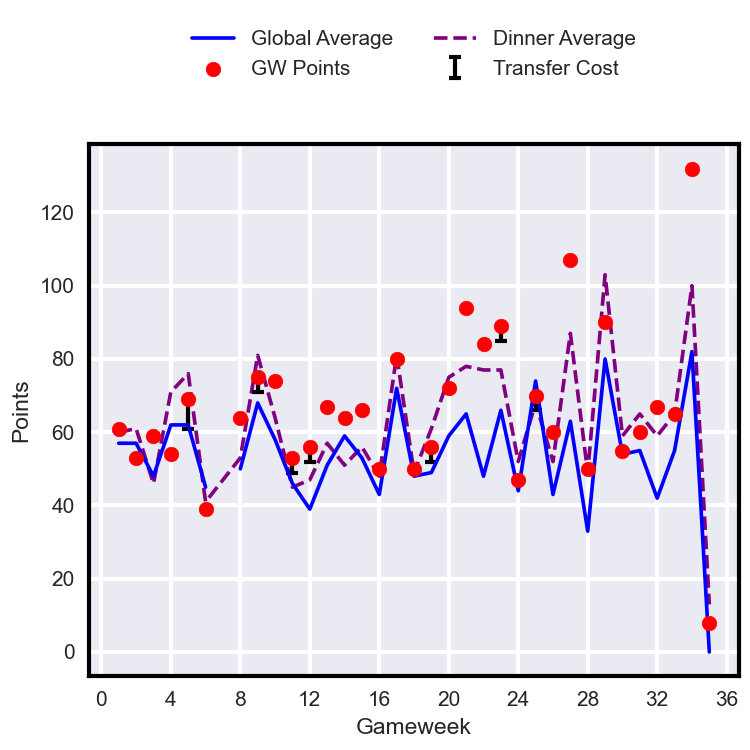 Global Average
Dinner Average
GW Points
Transfer Cost
120
100
80
60
40
20
0
Points
0 4 8 12 16 20 24 28 32 36
Gameweek